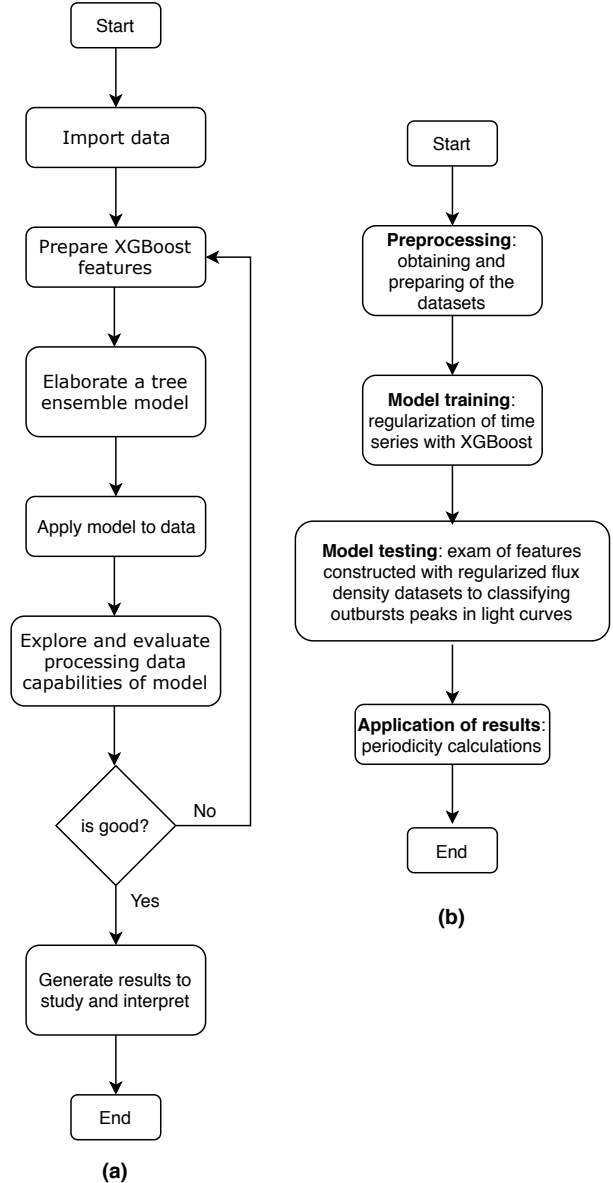 Start
Import data
Prepare XGBoost
features
Elaborate a tree
ensemble model
Apply model to data
Explore and evaluate
processing data
capabilities of model
is good?
No
Yes
Generate results to
study and interpret
End
(a)
Start
Preprocessing:
obtaining and
preparing of the
datasets
Model training:
regularization of time
series with XGBoost
Model testing: exam of features
constructed with regularized flux
density datasets to classifying
outbursts peaks in light curves
Application of results:
periodicity calculations
End
(b)